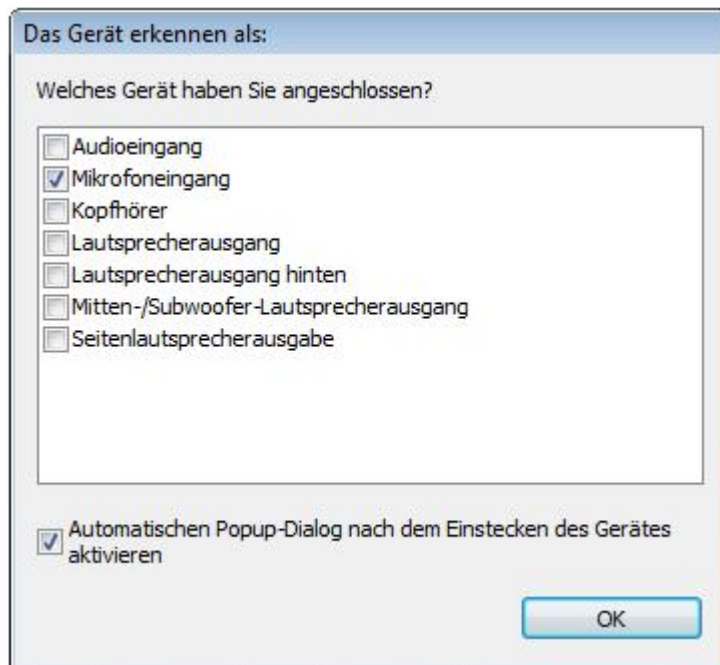 Das Gerät erkennen als:
Welches Gerät haben Sie angeschlossen?
Audioeingang
Mikrofoneingang
Kopfhörer
Lautsprecherausgang
Lautsprecherausgang hinten
Mitten-/Subwoofer-Lautsprecherausgang
Seitenlautsprecherausgabe
Automatischen Popup-Dialog nach dem Einstecken des Gerätes
aktivieren
OK